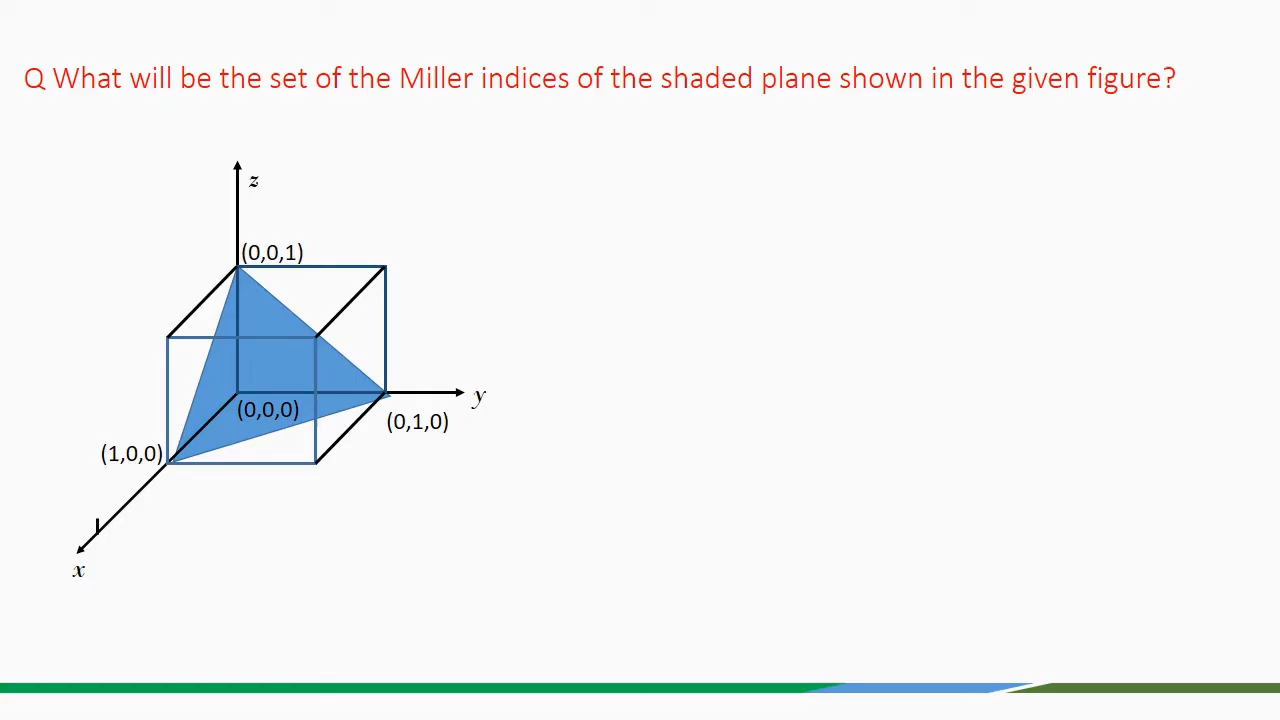 Q What will be the set of the Miller indices of the shaded plane shown in the given figure?
z
(0,0,1)
y
(0,0,0)
(0,1,0)
(1,0,0)
x